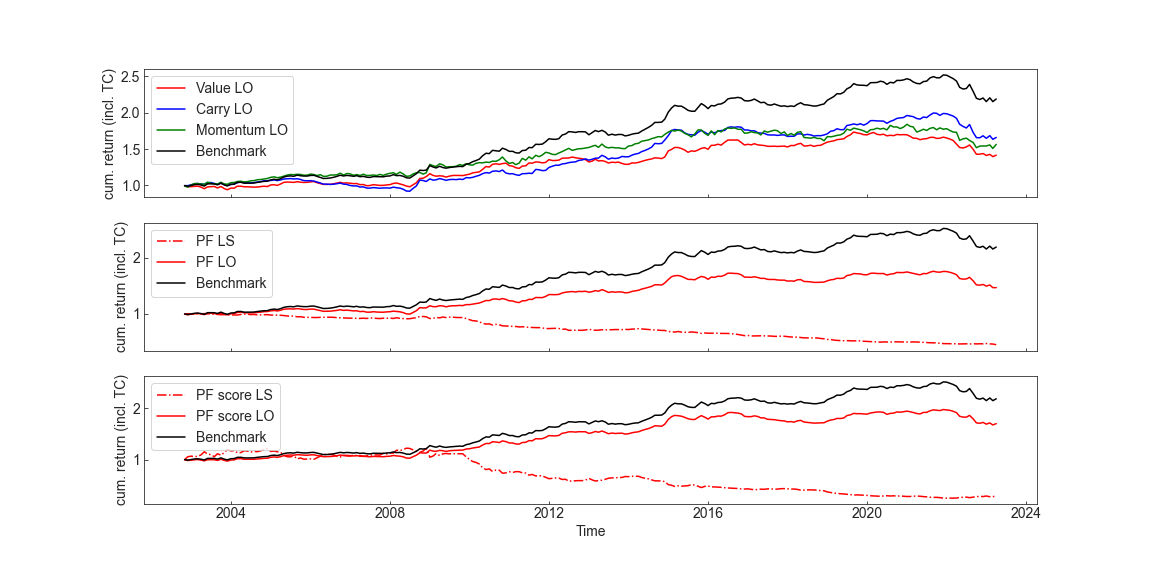 cum. return (incl. TC)
2.5
2.0
1.5
1.0
Value LO
Carry LO
Momentum LO
Benchmark
cum. return (incl. TC)
2
1
PF LS
PF LO
Benchmark
cum. return (incl. TC)
2
1
PF score LS
PF score LO
Benchmark
2004 2008 2012 2016 2020 2024
Time